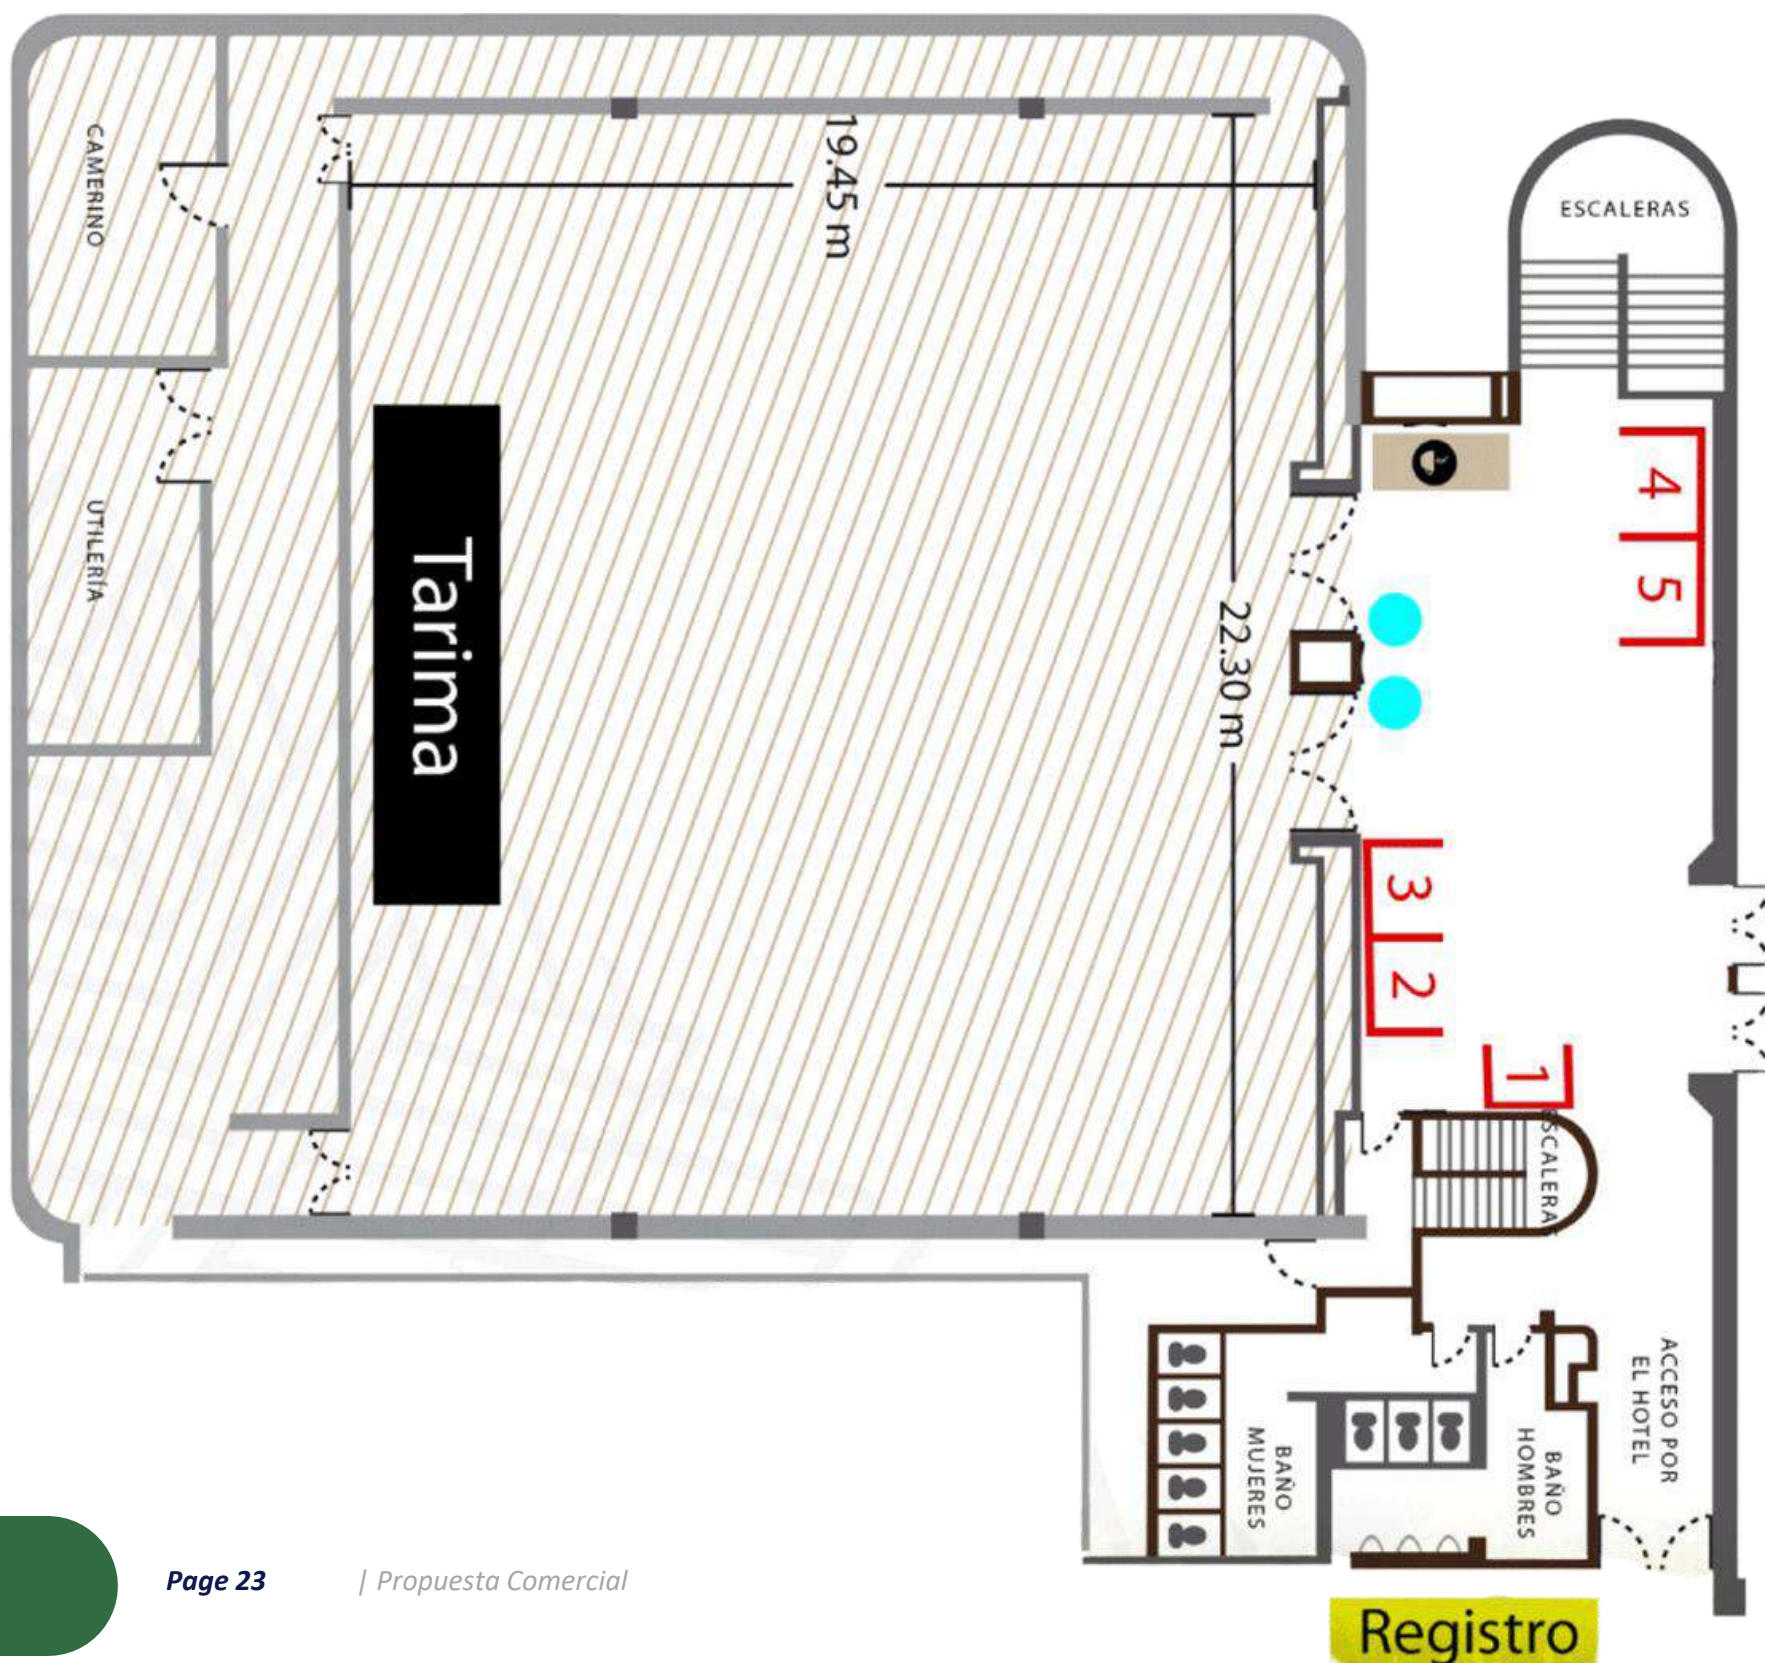 ESCALERAS
CAMERINO
19.45 m
4
5
UTILERÍA
Tarima
22.30 m
3
2
1
ESCALERAS
ACCESO POR
EL HOTEL
BAÑO
MUJERES
BAÑO
HOMBRES
Page 23 | Propuesta Comercial
Registro